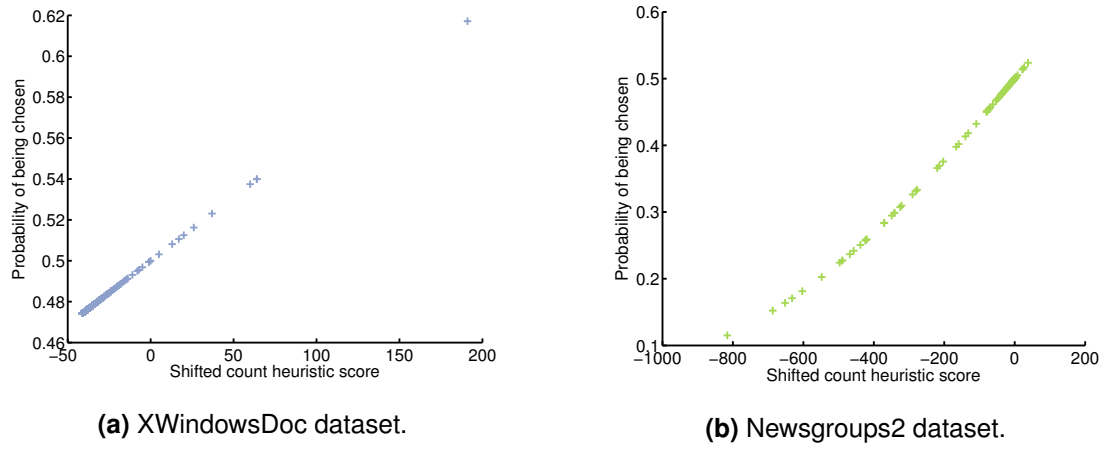 0.62
0.6
0.58
0.56
0.54
0.52
0.5
0.48
0.46
Probability of being chosen
−50 0 50 100 150 200
Shifted count heuristic score
(a) XWindowsDoc dataset.
0.6
0.5
0.4
0.3
0.2
0.1
Probability of being chosen
−1000 −800 −600 −400 −200 0 200
Shifted count heuristic score
(b) Newsgroups2 dataset.